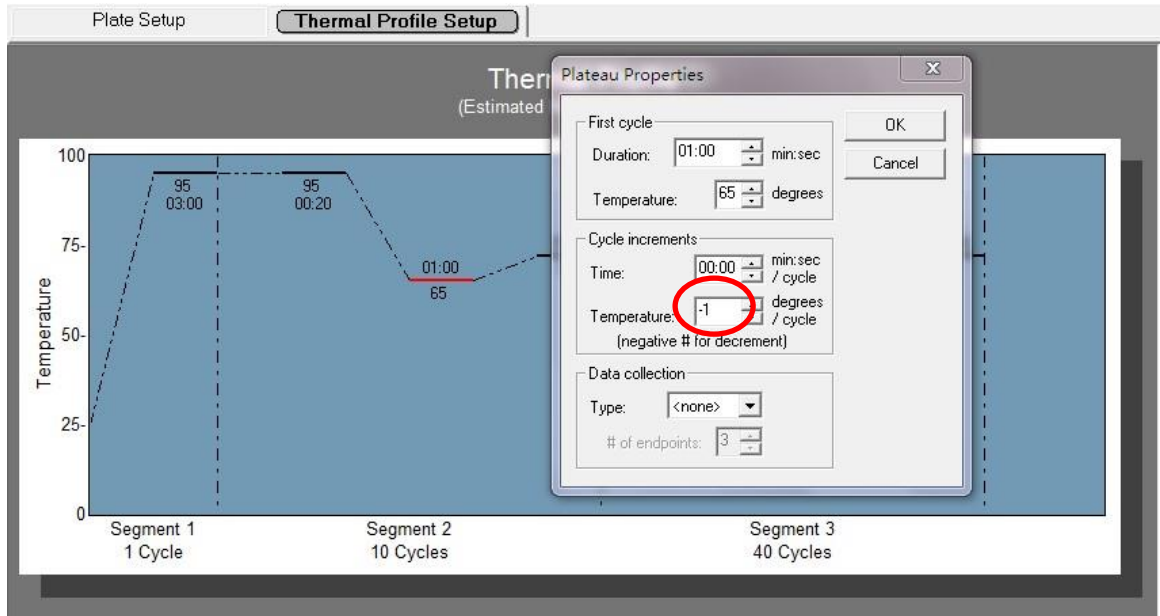 Plate Setup
Thermal Profile Setup
Ther
(Estimated
Plateau Properties
First cycle
Duration: 01:00 min:sec
Temperature: 65 degrees
Cycle increments
Time: 00:00 min:sec / cycle
Temperature: -1 degrees / cycle
(negative # for decrement)
Data collection
Type: <none>
# of endpoints: 3
OK
Cancel
Temperature
100
75-
50-
25-
0
95
03:00
95
00:20
01:00
65
Segment 1
1 Cycle
Segment 2
10 Cycles
Segment 3
40 Cycles